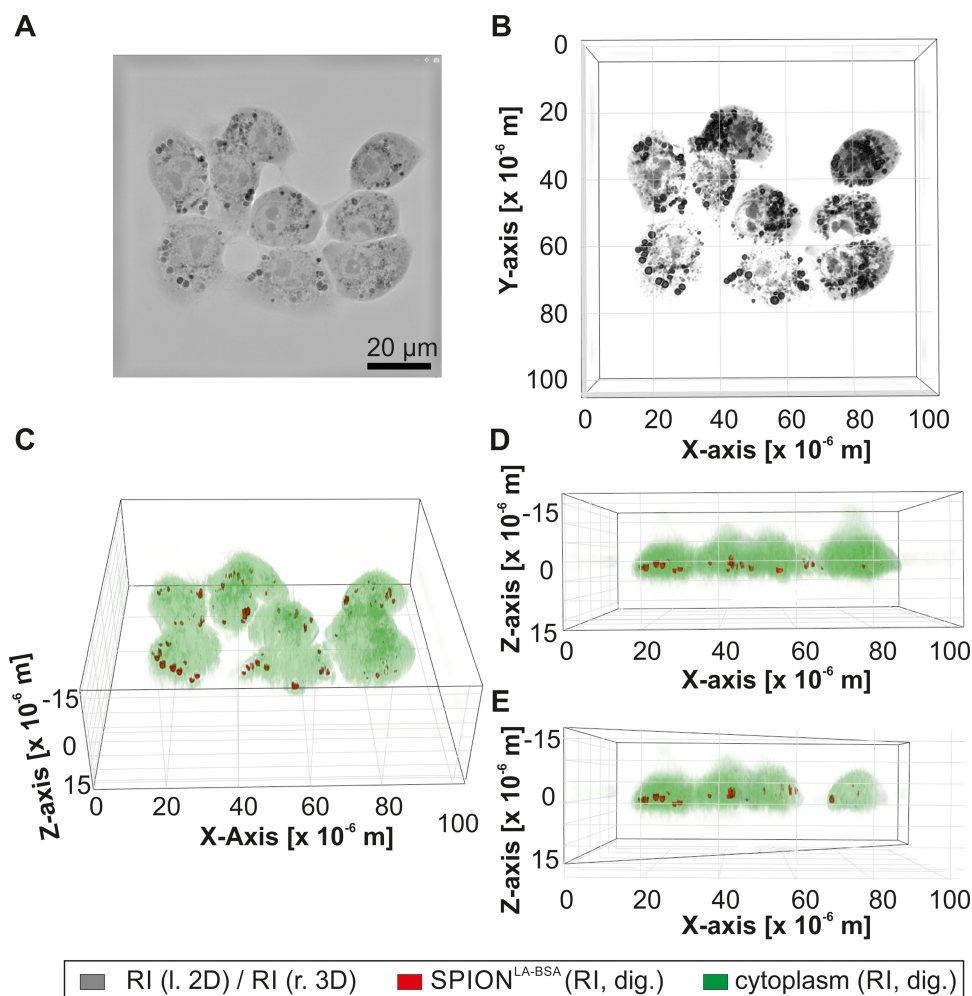 A
B
20 µm
0
20
40
60
80
100
Y-axis [x 10⁻⁶ m]
0
20
40
60
80
100
X-axis [x 10⁻⁶ m]
C
-15
0
15
Z-axis [x 10⁻⁶ m]
0
20
40
60
80
100
X-Axis [x 10⁻⁶ m]
D
-15
0
15
Z-axis [x 10⁻⁶ m]
0
20
40
60
80
100
X-axis [x 10⁻⁶ m]
E
-15
0
15
Z-axis [x 10⁻⁶ m]
0
20
40
60
80
100
X-axis [x 10⁻⁶ m]
RI (l. 2D) / RI (r. 3D)
SPION^LA-BSA (RI, dig.)
cytoplasm (RI, dig.)